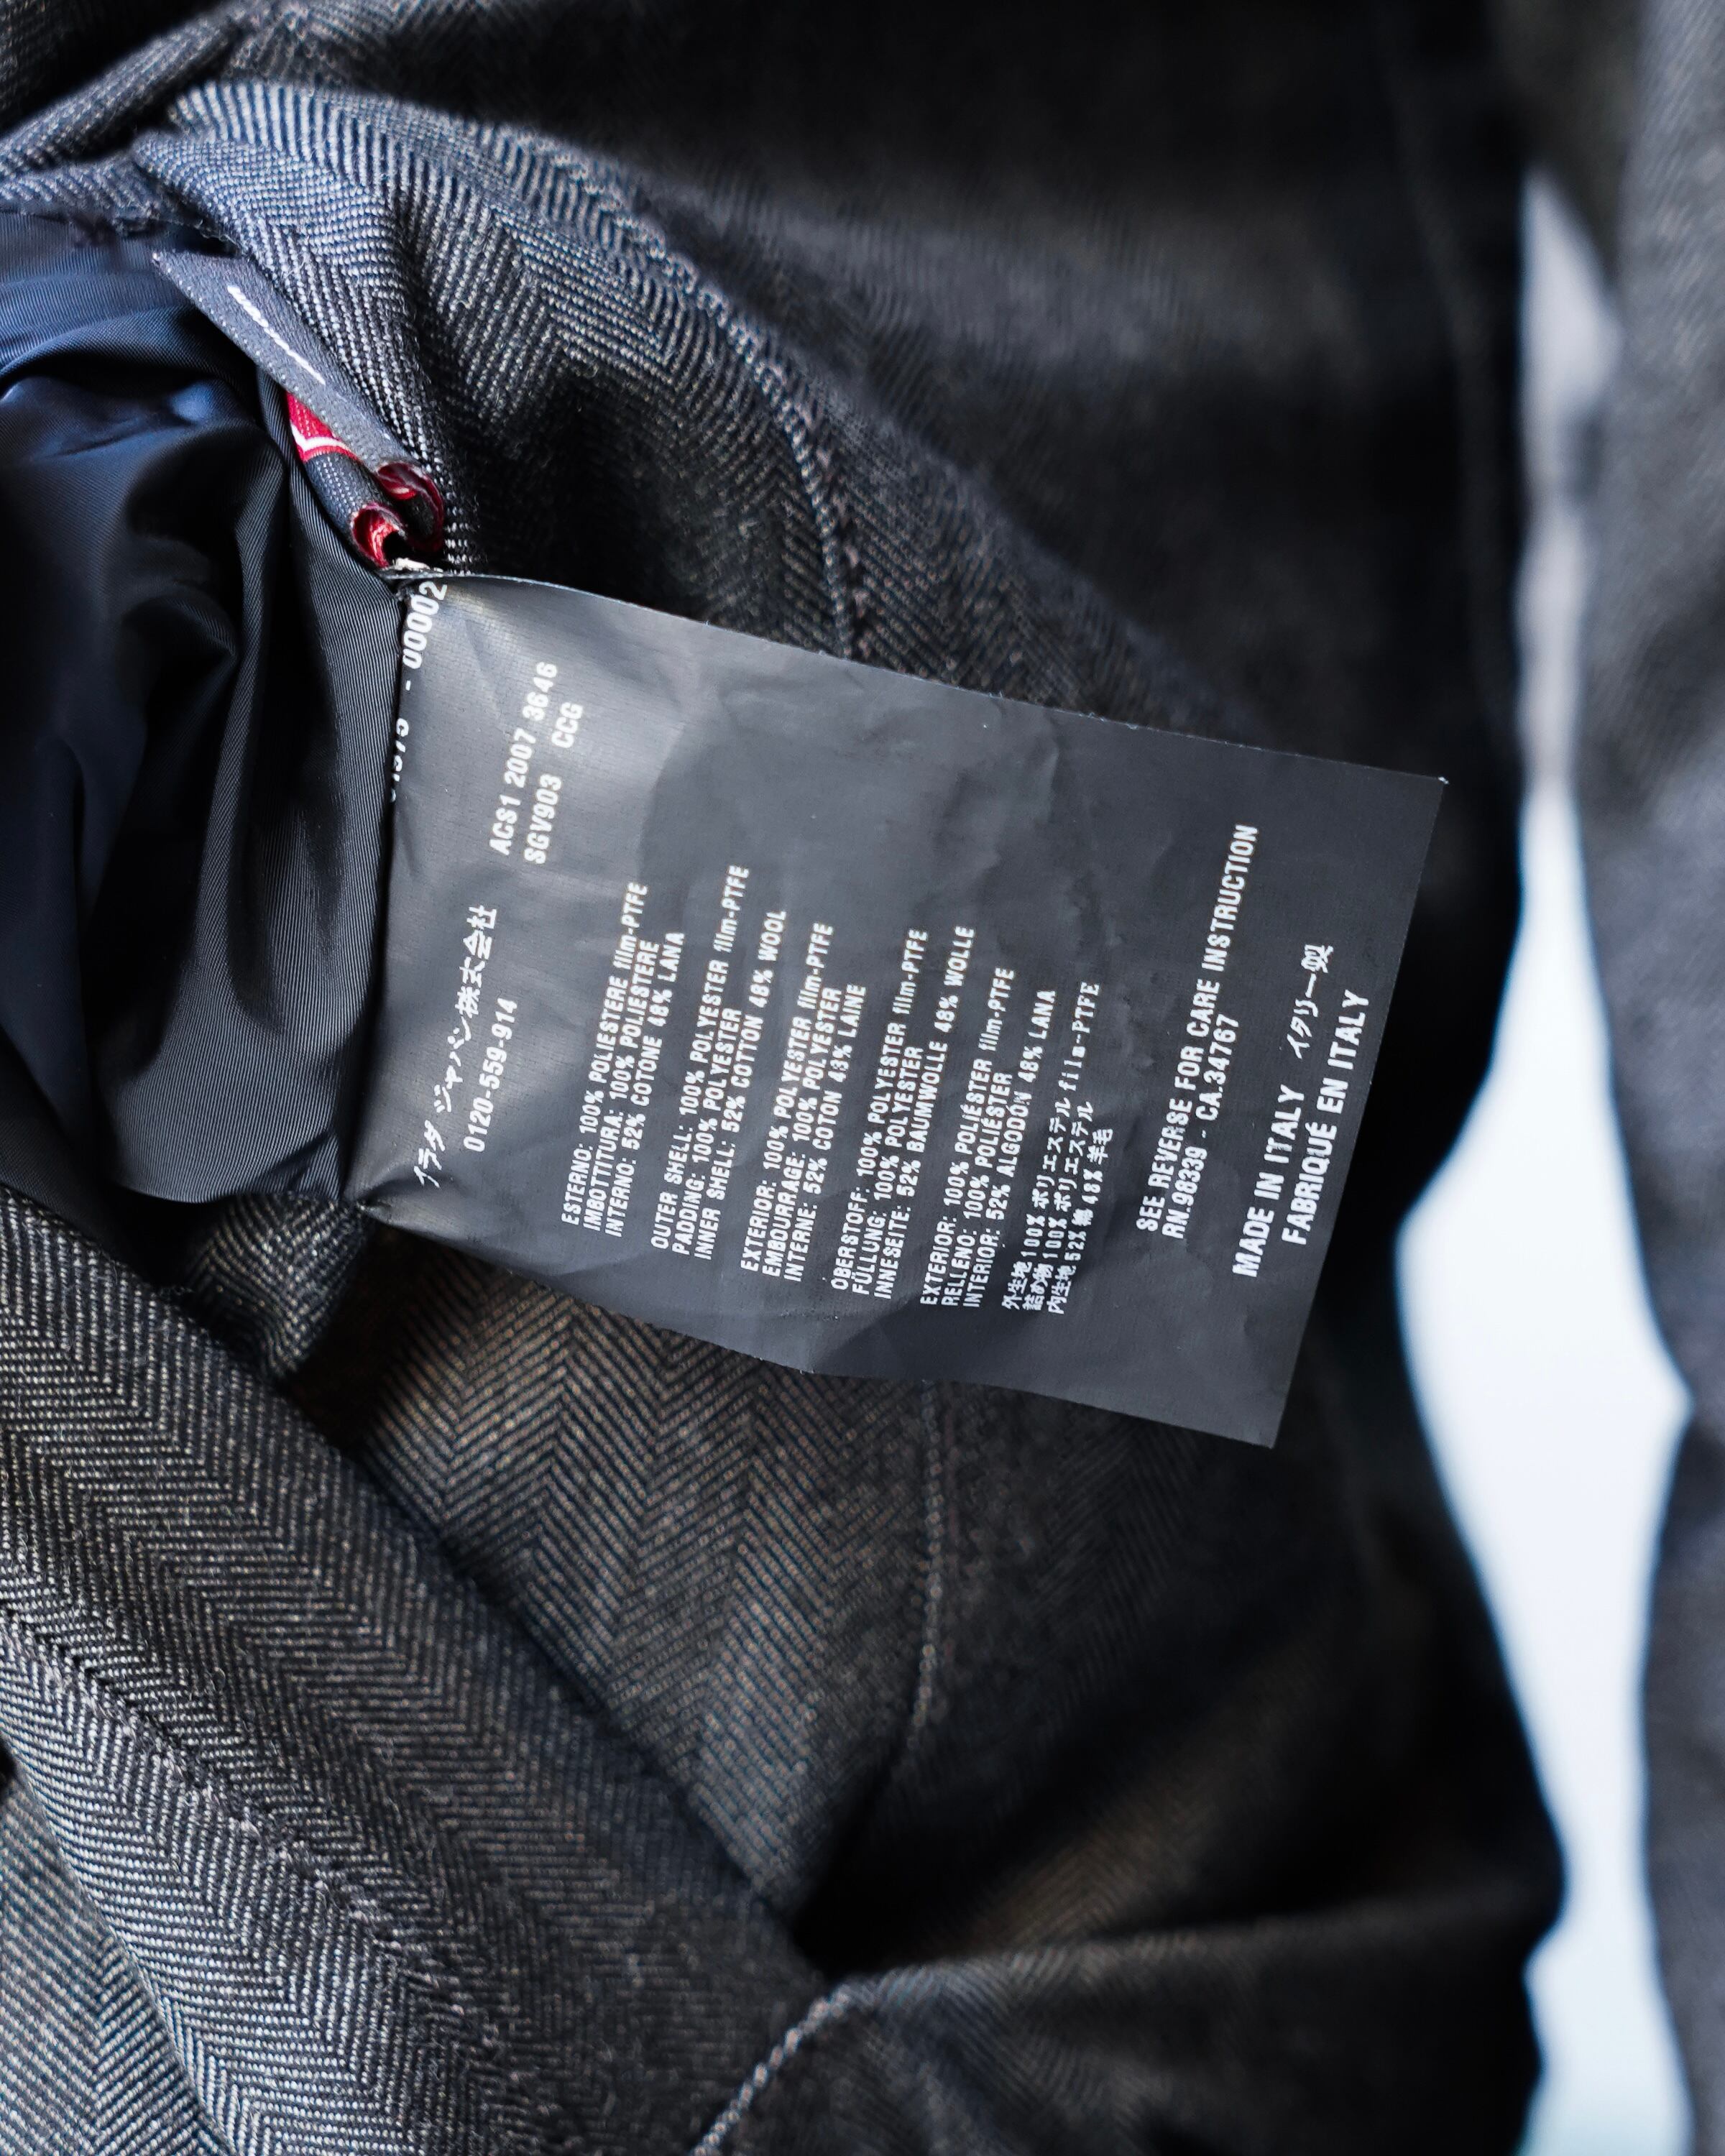 - 00002
イラダ ジャパン株式会社
0120-559-914
ACS1 2007 3646
SGV903 CCG
ESTERNO: 100% POLIESTERE film-PTFE
IMBOTTITURA: 100% POLIESTERE
INTERNO: 52% COTONE 48% LANA
OUTER SHELL: 100% POLYESTER film-PTFE
PADDING: 100% POLYESTER
INNER SHELL: 52% COTTON 48% WOOL
EXTERIOR: 100% POLYESTER film-PTFE
EMBOURRAGE: 100% POLYESTER
INTERNE: 52% COTON 48% LAINE
OBERSTOFF: 100% POLYESTER film-PTFE
FÜLLUNG: 100% POLYESTER
INNESEITE: 52% BAUMWOLLE 48% WOLLE
EXTERIOR: 100% POLIÉSTER film-PTFE
RELLENO: 100% POLIÉSTER
INTERIOR: 52% ALGODON 48% LANA
外生地100% ポリエステル film-PTFE
詰め物100% ポリエステル
内生地52% 綿 48% 羊毛
SEE REVERSE FOR CARE INSTRUCTION
RN.98339 - CA.34767
MADE IN ITALY イタリー製
FABRIQUÉ EN ITALY